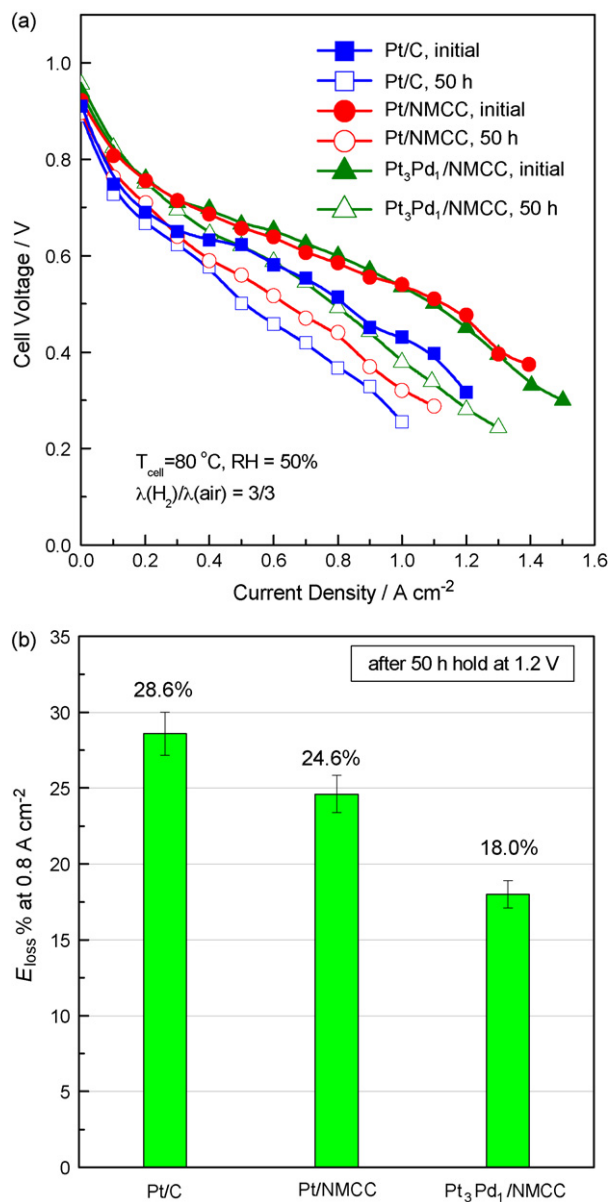 (a)
Pt/C, initial
Pt/C, 50 h
Pt/NMCC, initial
Pt/NMCC, 50 h
Pt₃Pd₁/NMCC, initial
Pt₃Pd₁/NMCC, 50 h
Cell Voltage / V
1.0
0.8
0.6
0.4
0.2
0.0
T_cell=80 °C, RH = 50%
λ(H₂)/λ(air) = 3/3
0.0 0.2 0.4 0.6 0.8 1.0 1.2 1.4 1.6
Current Density / A cm⁻²
(b)
after 50 h hold at 1.2 V
E_loss % at 0.8 A cm⁻²
35
30
25
20
15
10
5
0
28.6%
24.6%
18.0%
Pt/C Pt/NMCC Pt₃Pd₁/NMCC